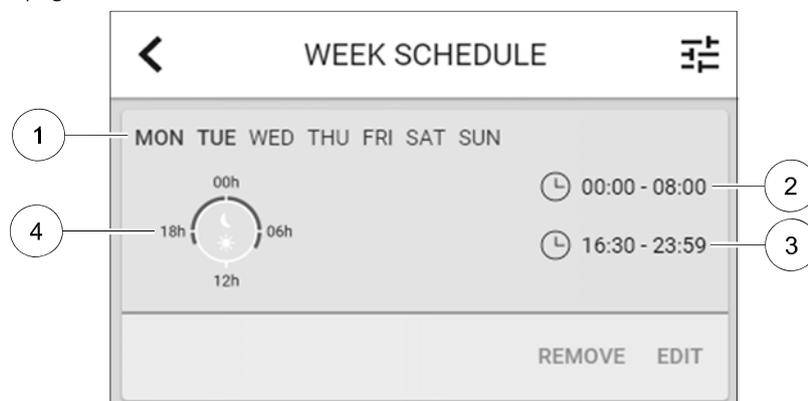 WEEK SCHEDULE
1
MON TUE WED THU FRI SAT SUN
00h
00:00 - 08:00
2
4
18h
06h
16:30 - 23:59
3
12h
REMOVE EDIT